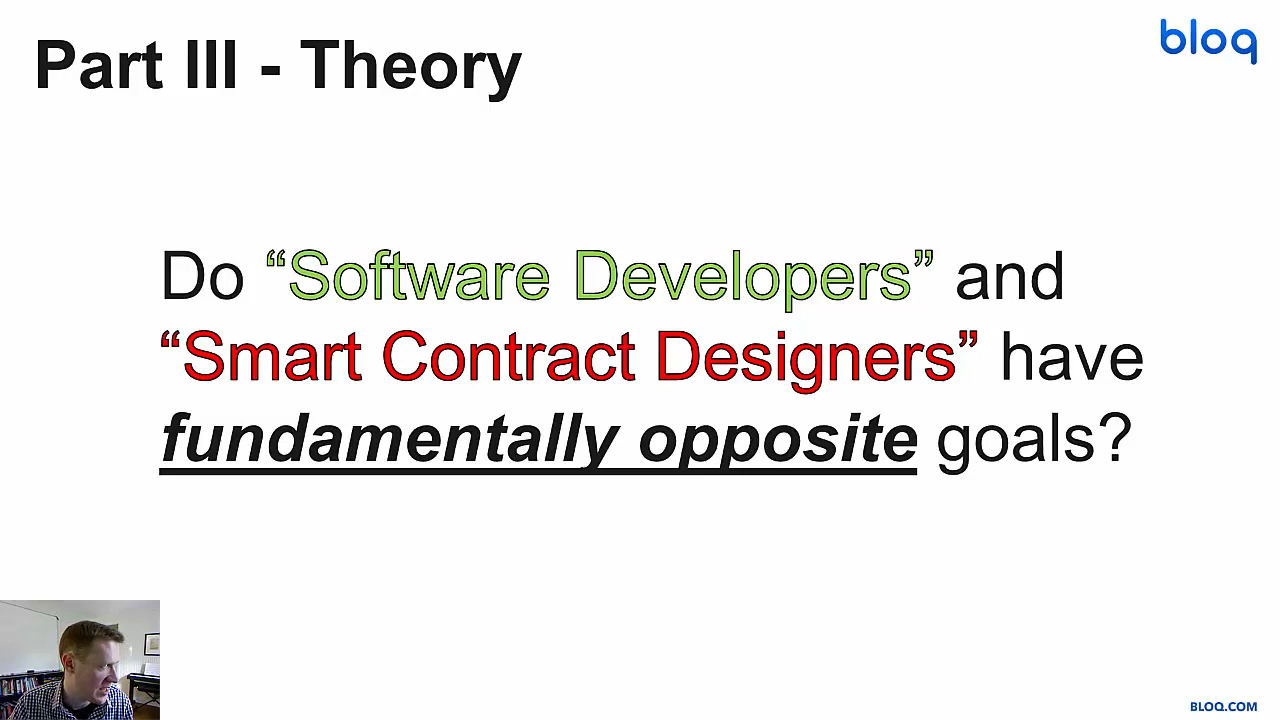 Part III - Theory
bloq
Do “Software Developers” and
“Smart Contract Designers” have
fundamentally opposite goals?
BLOQ.COM